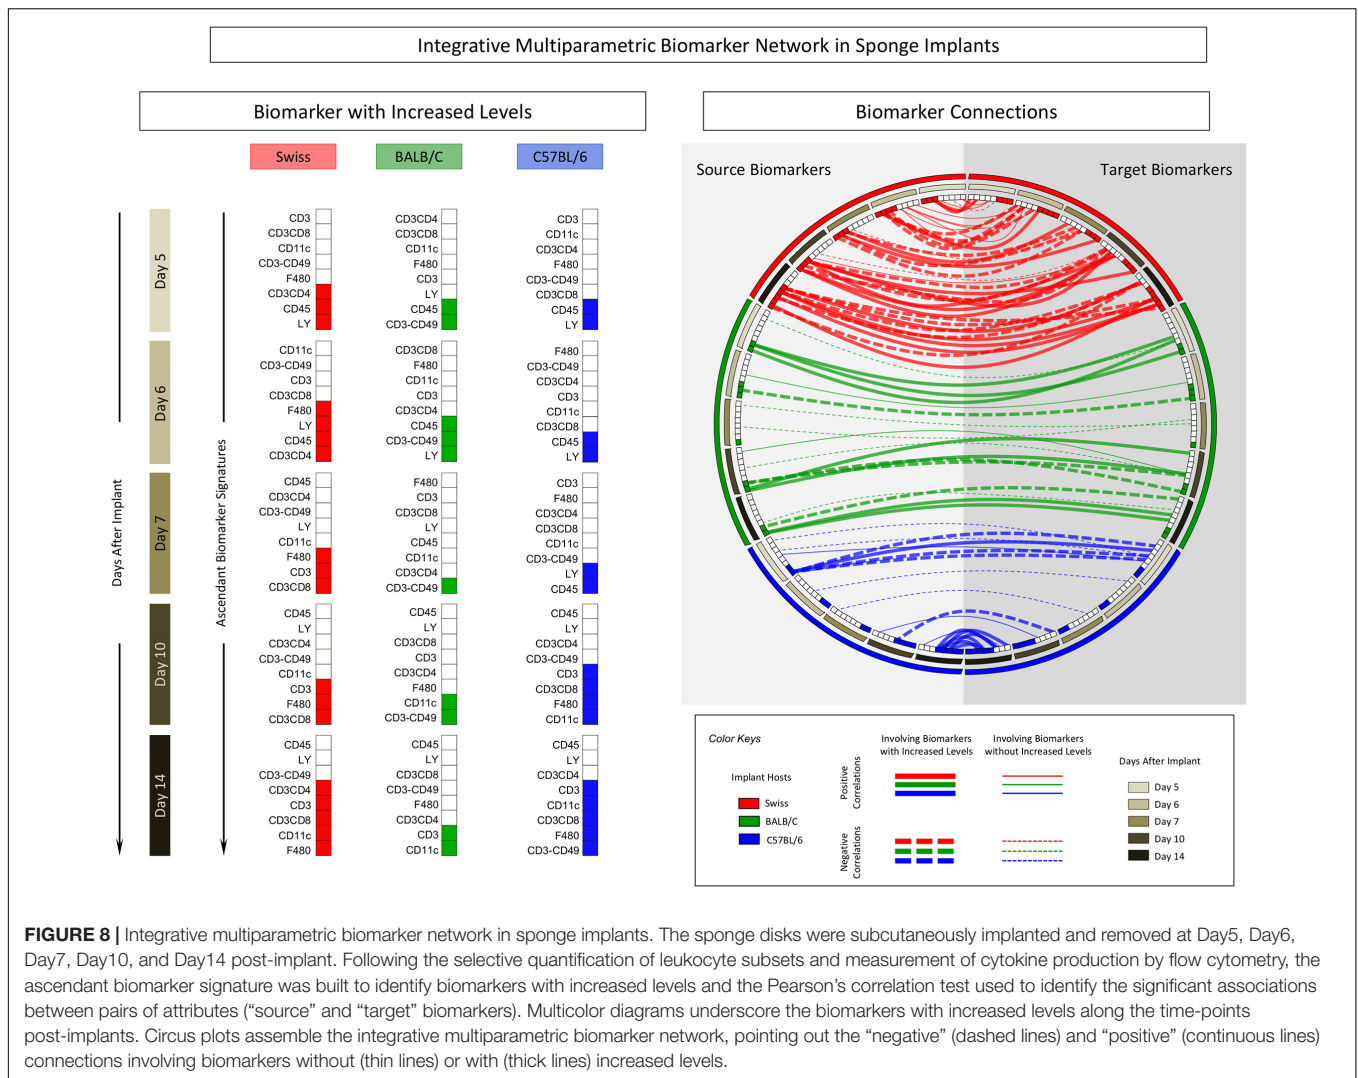 Integrative Multiparametric Biomarker Network in Sponge Implants
Biomarker with Increased Levels
Biomarker Connections
Swiss
BALB/C
C57BL/6
Days After Implant
Ascendant Biomarker Signatures
Day 5
CD3
CD3CD8
CD11c
CD3-CD49
F480
CD3CD4
CD45
LY
CD3CD4
CD3CD8
CD11c
F480
CD3
LY
CD45
CD3-CD49
CD3
CD11c
CD3CD4
F480
CD3-CD49
CD3CD8
CD45
LY
Day 6
CD11c
CD3-CD49
CD3
CD3CD8
F480
LY
CD45
CD3CD4
CD3CD8
F480
CD11c
CD3
CD3CD4
CD45
CD3-CD49
LY
F480
CD3-CD49
CD3CD4
CD3
CD11c
CD3CD8
CD45
LY
Day 7
CD45
CD3CD4
CD3-CD49
LY
CD11c
F480
CD3
CD3CD8
F480
CD3
CD3CD8
LY
CD45
CD11c
CD3CD4
CD3-CD49
CD3
F480
CD3CD4
CD3CD8
CD11c
CD3-CD49
LY
CD45
Day 10
CD45
LY
CD3CD4
CD3-CD49
CD11c
CD3
F480
CD3CD8
CD45
LY
CD3CD8
CD3
CD3CD4
F480
CD11c
CD3-CD49
CD45
LY
CD3CD4
CD3-CD49
CD3
CD3CD8
F480
CD11c
Day 14
CD45
LY
CD3-CD49
CD3CD4
CD3
CD3CD8
CD11c
F480
CD45
LY
CD3CD8
CD3-CD49
F480
CD3CD4
CD3
CD11c
CD45
LY
CD3CD4
CD3
CD11c
CD3CD8
F480
CD3-CD49
Source Biomarkers
Target Biomarkers
Color Keys
Implant Hosts
Swiss
BALB/C
C57BL/6
Involving Biomarkers
with Increased Levels
Involving Biomarkers
without Increased Levels
Positive
Correlations
Negative
Correlations
Days After Implant
Day 5
Day 6
Day 7
Day 10
Day 14
FIGURE 8 | Integrative multiparametric biomarker network in sponge implants. The sponge disks were subcutaneously implanted and removed at Day5, Day6,
Day7, Day10, and Day14 post-implant. Following the selective quantification of leukocyte subsets and measurement of cytokine production by flow cytometry, the
ascendant biomarker signature was built to identify biomarkers with increased levels and the Pearson's correlation test used to identify the significant associations
between pairs of attributes (“source” and “target” biomarkers). Multicolor diagrams underscore the biomarkers with increased levels along the time-points
post-implants. Circus plots assemble the integrative multiparametric biomarker network, pointing out the “negative” (dashed lines) and “positive” (continuous lines)
connections involving biomarkers without (thin lines) or with (thick lines) increased levels.